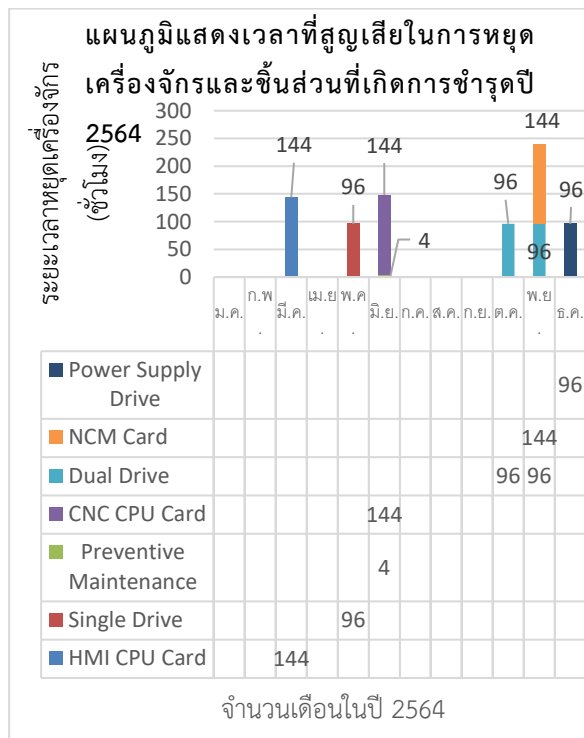 แผนภูมิแสดงเวลาที่สูญเสียในการหยุด
เครื่องจักรและชิ้นส่วนที่เกิดการชำรุดปี
2564
ระยะเวลาหยุดเครื่องจักร
(ชั่วโมง)
300
250
200
150
100
50
0
144
96
144
4
96
144
96
96
ม.ค. ก.พ. มี.ค. เม.ย. พ.ค. มิ.ย. ก.ค. ส.ค. ก.ย. ต.ค. พ.ย. ธ.ค.
Power Supply
Drive
96
NCM Card 144
Dual Drive 96 96
CNC CPU Card 144
Preventive
Maintenance
4
Single Drive 96
HMI CPU Card 144
จำนวนเดือนในปี 2564